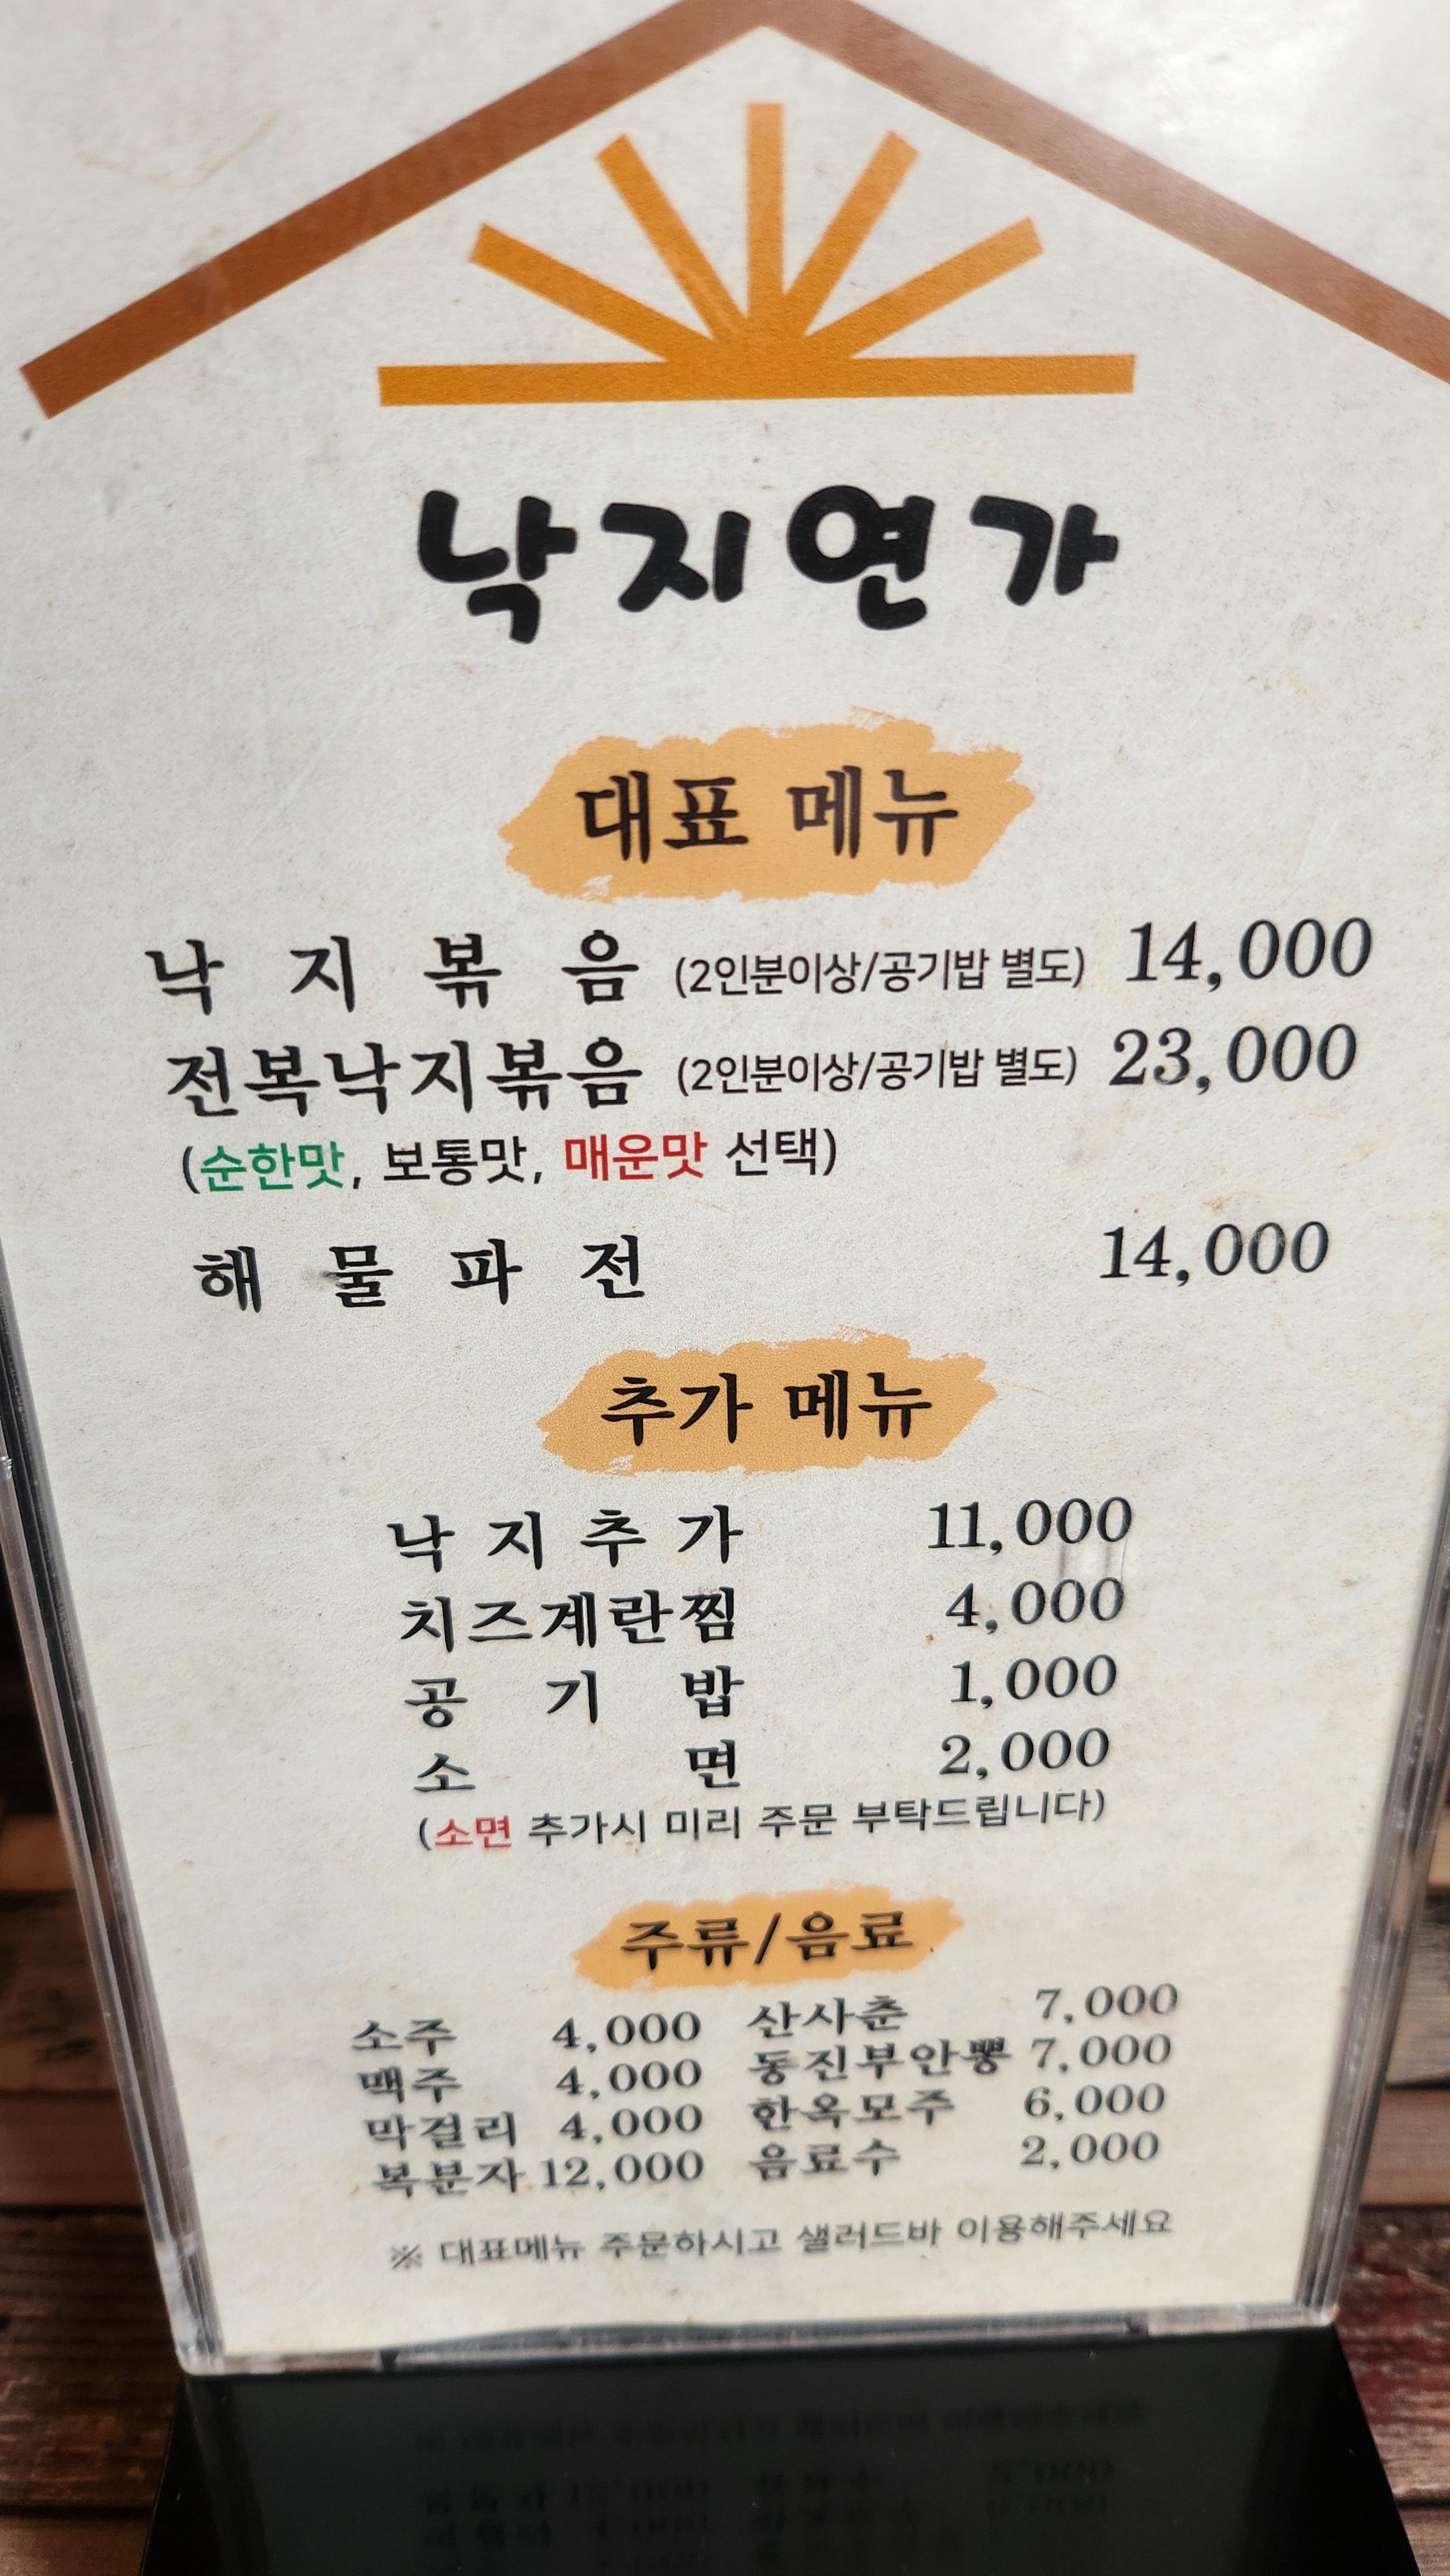 낙지연가
대표 메뉴
낙지볶음 (2인분이상/공기밥 별도) 14,000
전복낙지볶음 (2인분이상/공기밥 별도) 23,000
(순한맛, 보통맛, 매운맛 선택)
해물파전 14,000
추가 메뉴
낙지추가 11,000
치즈계란찜 4,000
공기밥 1,000
소면 2,000
(소면 추가시 미리 주문 부탁드립니다)
주류/음료
소주 4,000 산사춘 7,000
맥주 4,000 동진부안뽕 7,000
막걸리 4,000 한옥모주 6,000
복분자 12,000 음료수 2,000
※ 대표메뉴 주문하시고 샐러드바 이용해주세요